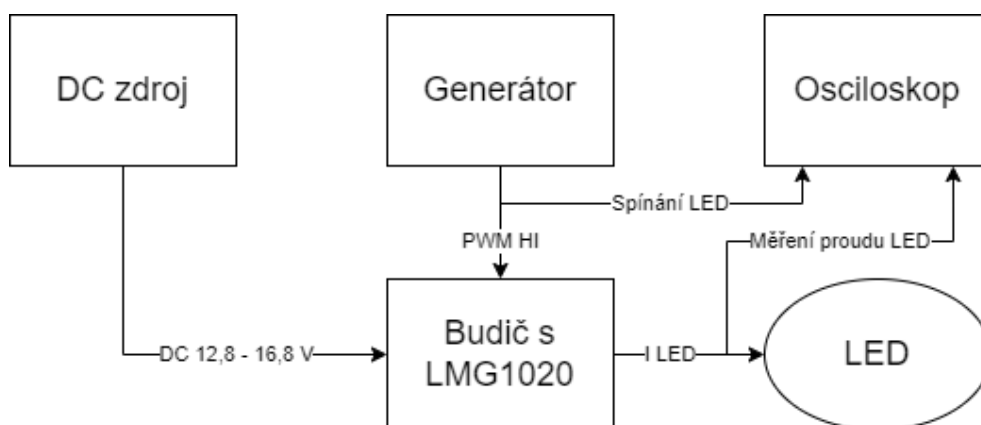 DC zdroj
Generátor
Osciloskop
Spínání LED
PWM HI
Měření proudu LED
DC 12,8 - 16,8 V
Budič s
LMG1020
I LED
LED